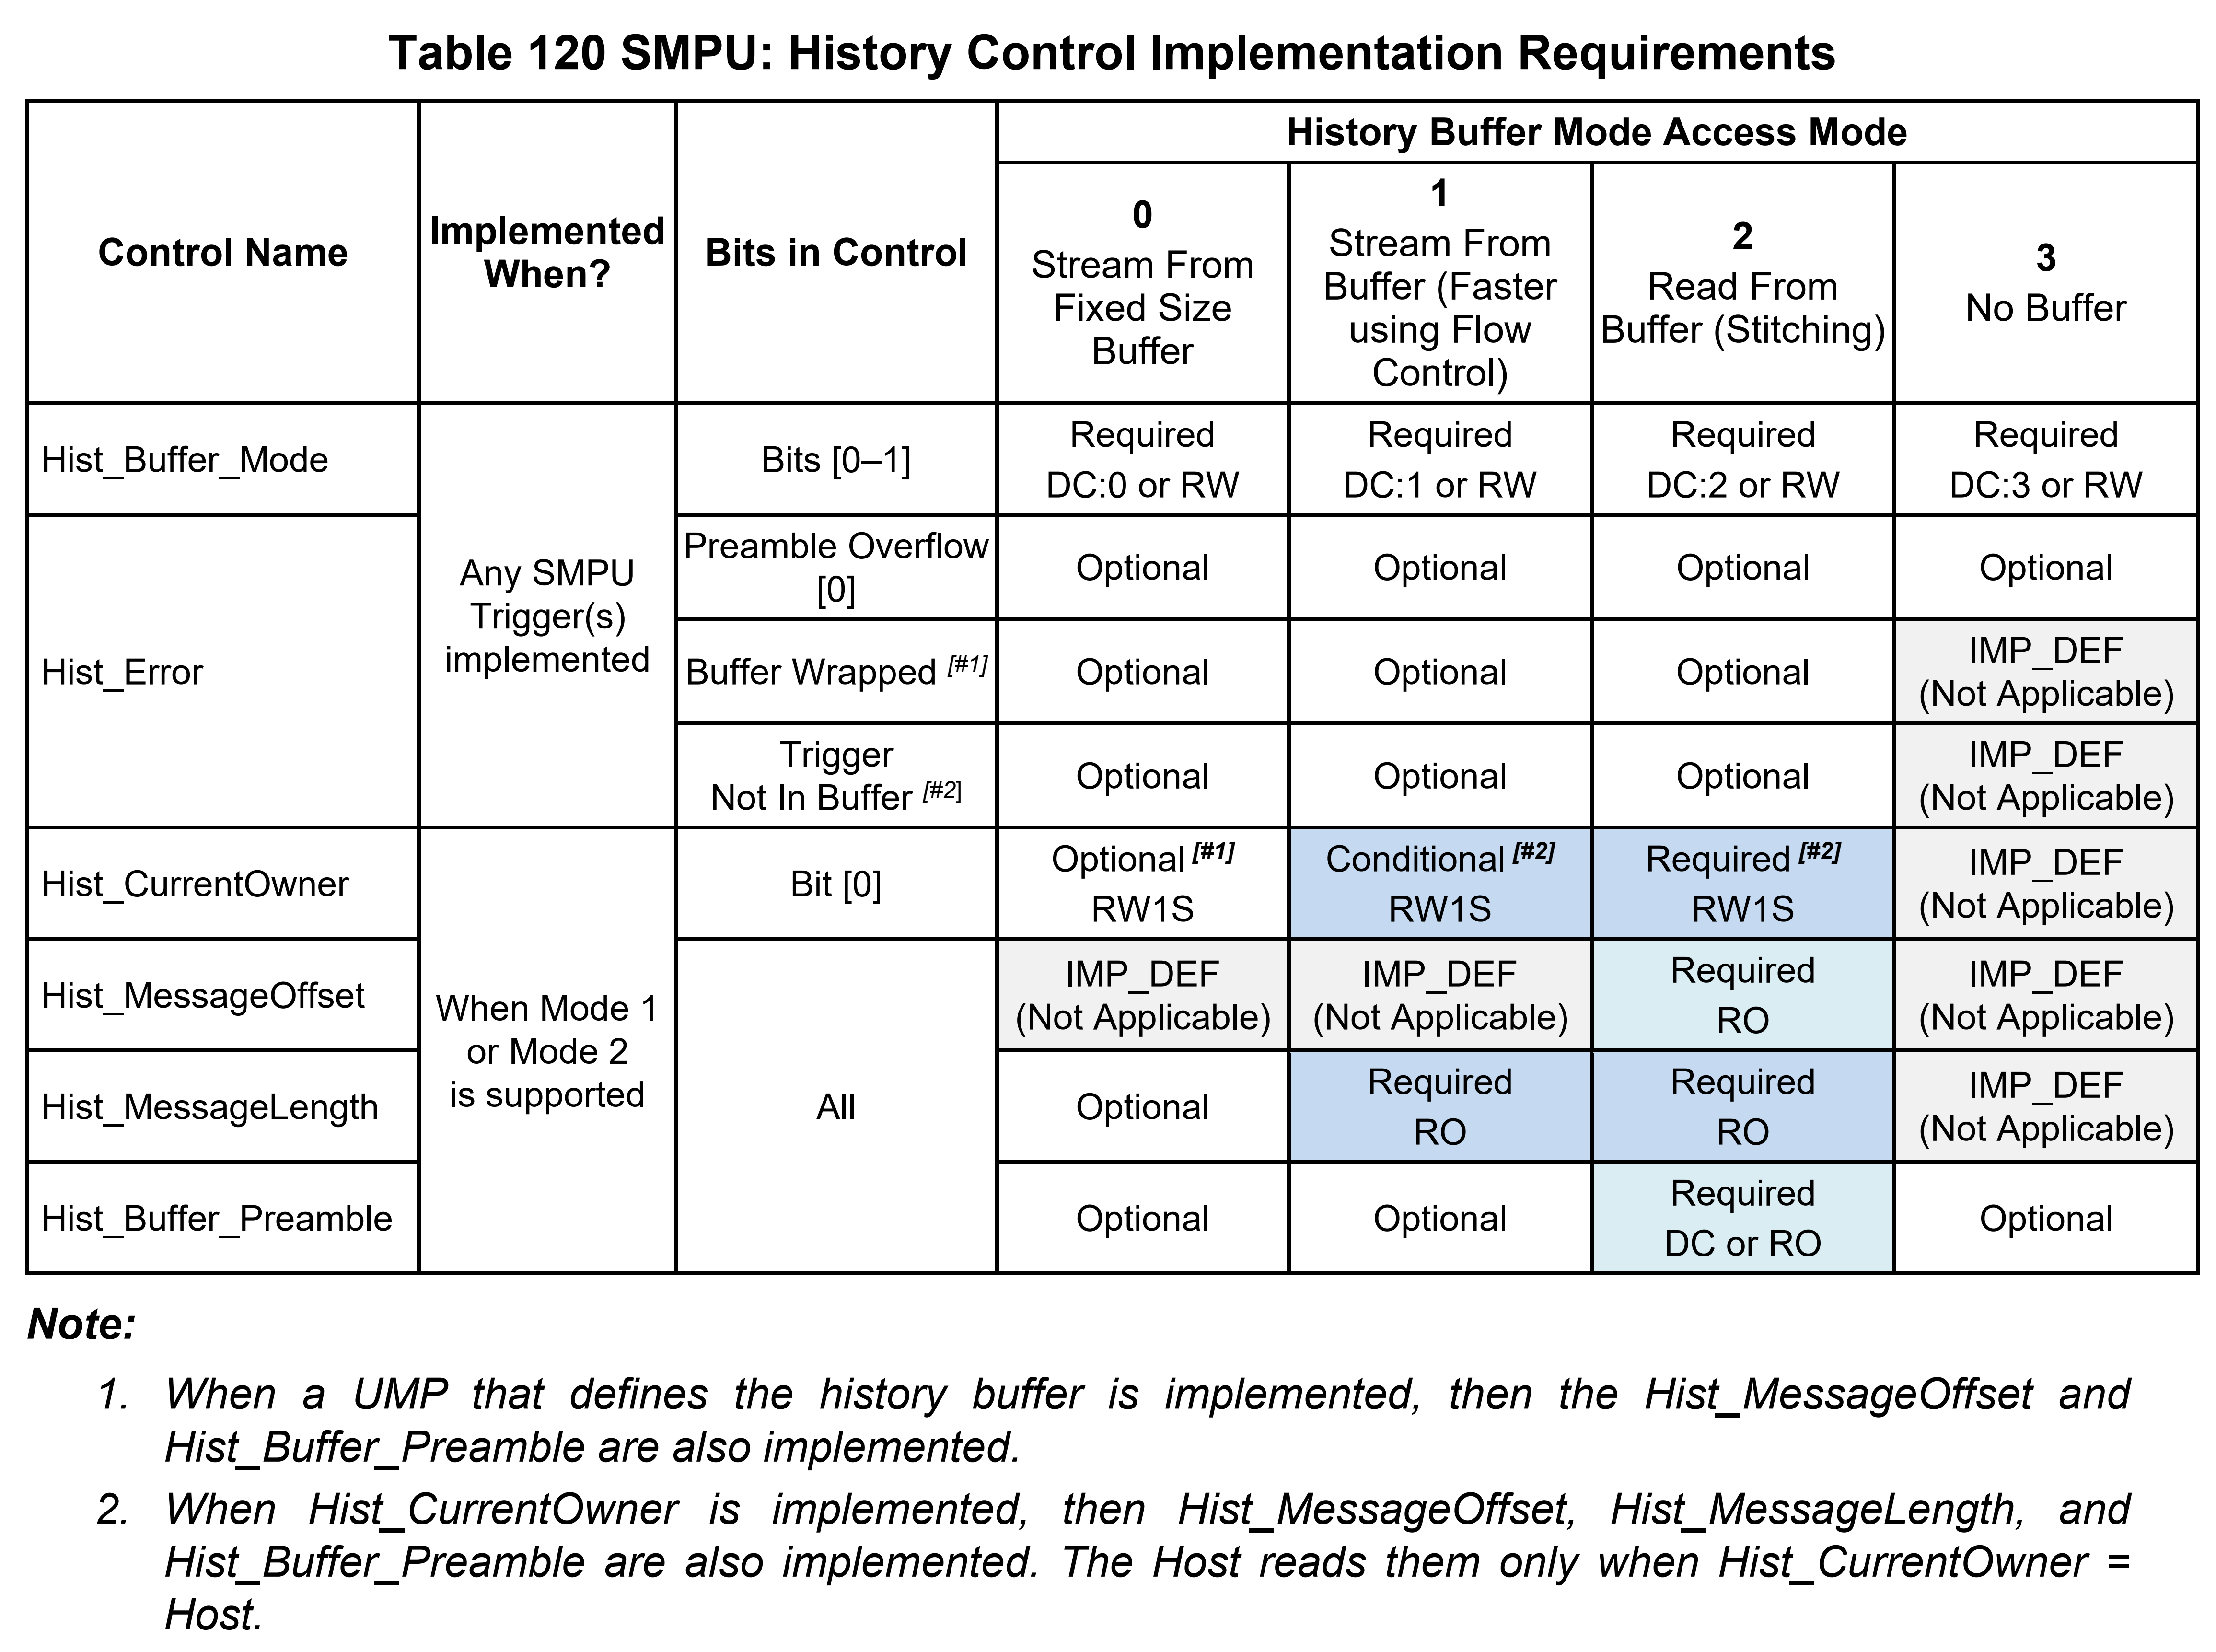 Table 120 SMPU: History Control Implementation Requirements
Control Name
Implemented
When?
Bits in Control
History Buffer Mode Access Mode
0
Stream From
Fixed Size
Buffer
1
Stream From
Buffer (Faster
using Flow
Control)
2
Read From
Buffer (Stitching)
3
No Buffer
Hist_Buffer_Mode
Any SMPU
Trigger(s)
implemented
Bits [0–1]
Required
DC:0 or RW
Required
DC:1 or RW
Required
DC:2 or RW
Required
DC:3 or RW
Hist_Error
Preamble Overflow
[0]
Optional
Optional
Optional
Optional
Buffer Wrapped [#1]
Optional
Optional
Optional
IMP_DEF
(Not Applicable)
Trigger
Not In Buffer [#2]
Optional
Optional
Optional
IMP_DEF
(Not Applicable)
Hist_CurrentOwner
When Mode 1
or Mode 2
is supported
Bit [0]
Optional [#1]
RW1S
Conditional [#2]
RW1S
Required [#2]
RW1S
IMP_DEF
(Not Applicable)
Hist_MessageOffset
All
IMP_DEF
(Not Applicable)
IMP_DEF
(Not Applicable)
Required
RO
IMP_DEF
(Not Applicable)
Hist_MessageLength
Optional
Required
RO
Required
RO
IMP_DEF
(Not Applicable)
Hist_Buffer_Preamble
Optional
Optional
Required
DC or RO
Optional
Note:
1. When a UMP that defines the history buffer is implemented, then the Hist_MessageOffset and
Hist_Buffer_Preamble are also implemented.
2. When Hist_CurrentOwner is implemented, then Hist_MessageOffset, Hist_MessageLength, and
Hist_Buffer_Preamble are also implemented. The Host reads them only when Hist_CurrentOwner =
Host.